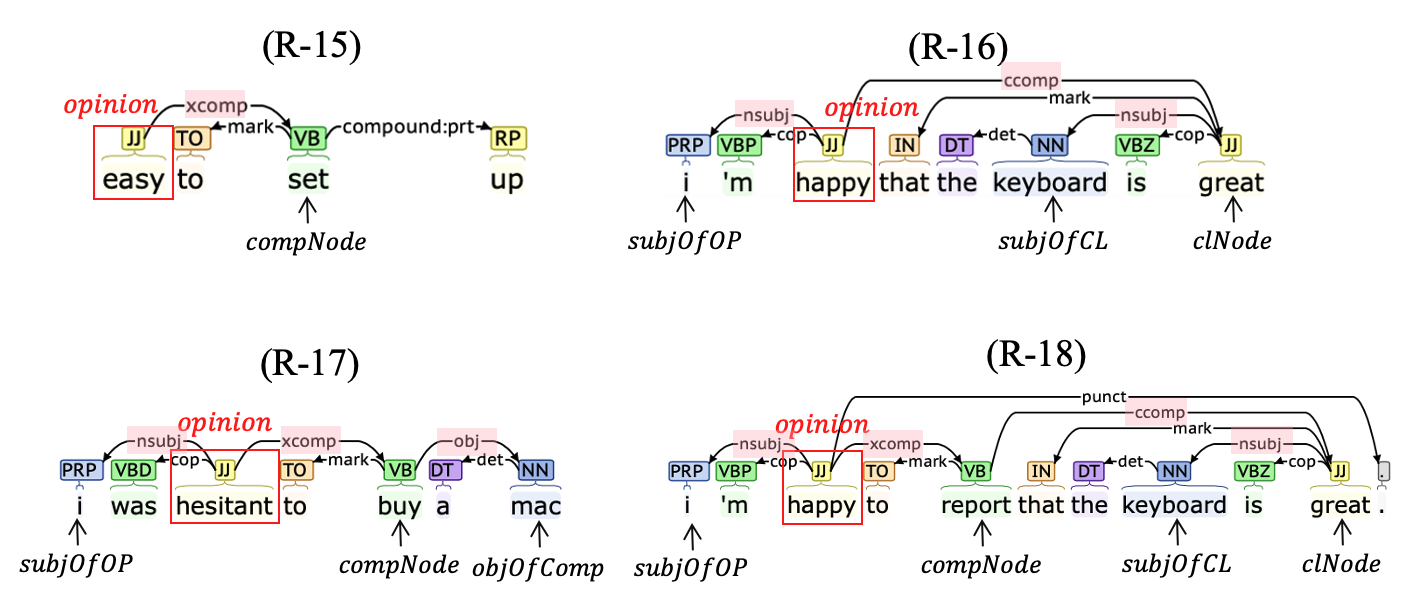 (R-15)
opinion
xcomp
mark
compound:prt
JJ TO VB RP
easy to set up
compNode
(R-16)
ccomp
opinion
mark
nsubj
nsubj
cop
det
cop
PRP VBP JJ IN DT NN VBZ JJ
i 'm happy that the keyboard is great
subjOfOP
subjOfCL
clNode
(R-17)
opinion
nsubj
xcomp
obj
cop
mark
det
PRP VBD JJ TO VB DT NN
i was hesitant to buy a mac
subjOfOP
compNode
objOfComp
(R-18)
punct
ccomp
opinion
mark
nsubj
xcomp
nsubj
cop
mark
det
cop
PRP VBP JJ TO VB IN DT NN VBZ JJ .
i 'm happy to report that the keyboard is great .
subjOfOP
compNode
subjOfCL
clNode